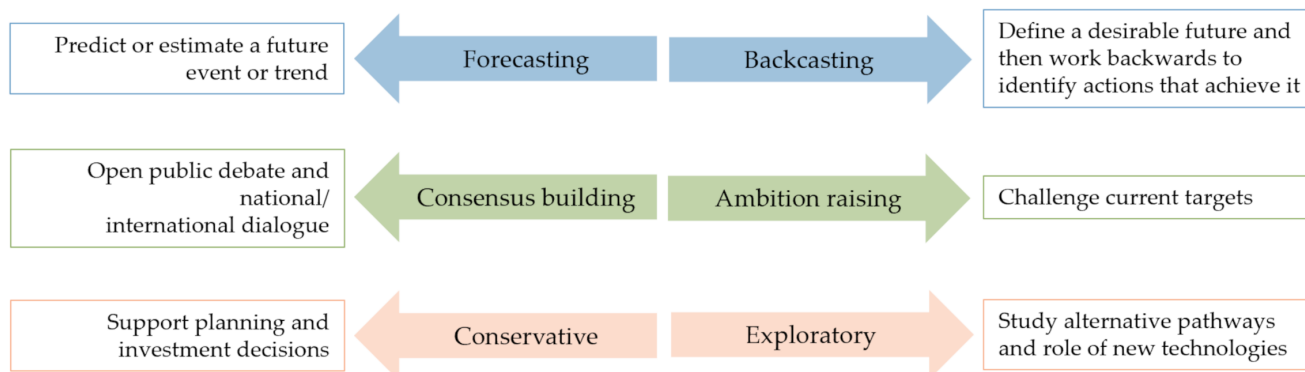 Predict or estimate a future
event or trend
Forecasting
Backcasting
Define a desirable future and
then work backwards to
identify actions that achieve it
Open public debate and
national/
international dialogue
Consensus building
Ambition raising
Challenge current targets
Support planning and
investment decisions
Conservative
Exploratory
Study alternative pathways
and role of new technologies